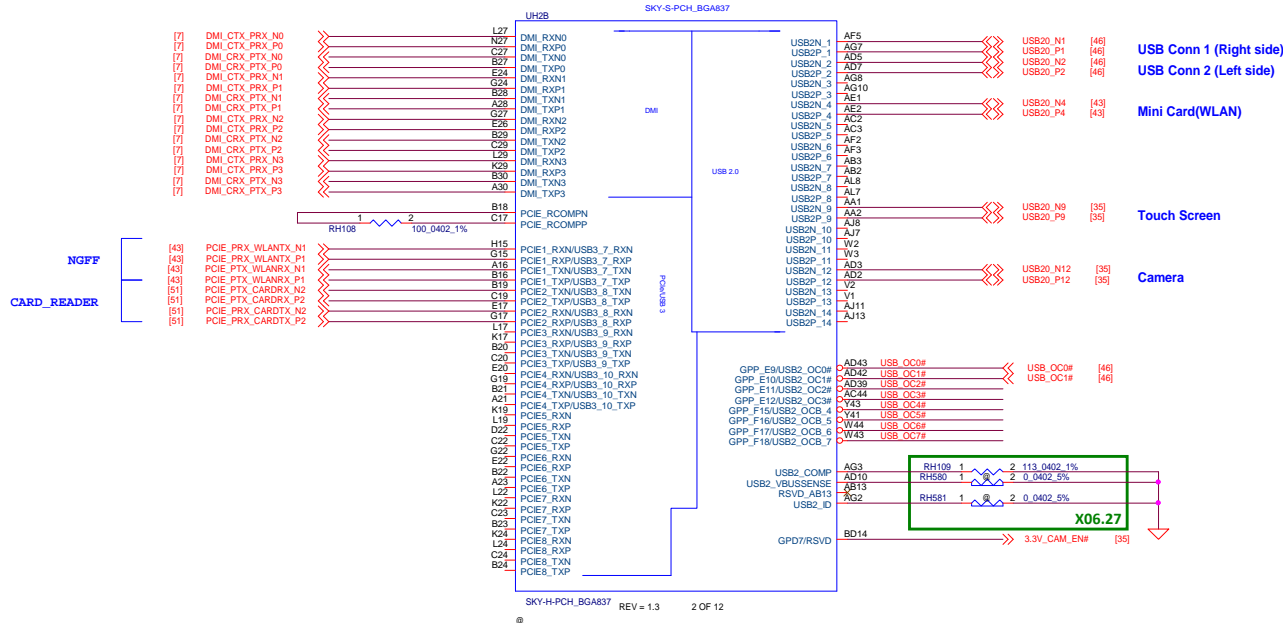 SKY-S-PCH_BGA837
UH2B
[7] DMI_CTX_PRX_N0 L27 DMI_RXN0
[7] DMI_CTX_PRX_P0 N27 DMI_RXP0
[7] DMI_CRX_PTX_N0 C27 DMI_TXN0
[7] DMI_CRX_PTX_P0 B27 DMI_TXP0
[7] DMI_CTX_PRX_N1 E24 DMI_RXN1
[7] DMI_CTX_PRX_P1 G24 DMI_RXP1
[7] DMI_CRX_PTX_N1 B28 DMI_TXN1
[7] DMI_CRX_PTX_P1 A28 DMI_TXP1
[7] DMI_CTX_PRX_N2 G27 DMI_RXN2
[7] DMI_CTX_PRX_P2 E26 DMI_RXP2
[7] DMI_CRX_PTX_N2 B29 DMI_TXN2
[7] DMI_CRX_PTX_P2 C29 DMI_TXP2
[7] DMI_CTX_PRX_N3 L29 DMI_RXN3
[7] DMI_CTX_PRX_P3 K29 DMI_RXP3
[7] DMI_CRX_PTX_N3 B30 DMI_TXN3
[7] DMI_CRX_PTX_P3 A30 DMI_TXP3
B18 PCIE_RCOMPN
C17 PCIE_RCOMPP
RH108 1 2 100_0402_1%
NGFF
CARD_READER
[43] PCIE_PRX_WLANTX_N1 H15 PCIE1_RXN/USB3_7_RXN
[43] PCIE_PRX_WLANTX_P1 G15 PCIE1_RXP/USB3_7_RXP
[43] PCIE_PTX_WLANRX_N1 A16 PCIE1_TXN/USB3_7_TXN
[43] PCIE_PTX_WLANRX_P1 B16 PCIE1_TXP/USB3_7_TXP
[51] PCIE_PTX_CARDRX_N2 B19 PCIE2_TXN/USB3_8_TXN
[51] PCIE_PTX_CARDRX_P2 C19 PCIE2_TXP/USB3_8_TXP
[51] PCIE_PRX_CARDTX_N2 E17 PCIE2_RXN/USB3_8_RXN
[51] PCIE_PRX_CARDTX_P2 G17 PCIE2_RXP/USB3_8_RXP
L17 PCIE3_RXN/USB3_9_RXN
K17 PCIE3_RXP/USB3_9_RXP
B20 PCIE3_TXN/USB3_9_TXN
C20 PCIE3_TXP/USB3_9_TXP
E20 PCIE4_RXN/USB3_10_RXN
G19 PCIE4_RXP/USB3_10_RXP
B21 PCIE4_TXN/USB3_10_TXN
A21 PCIE4_TXP/USB3_10_TXP
K19 PCIE5_RXN
L19 PCIE5_RXP
D22 PCIE5_TXN
C22 PCIE5_TXP
G22 PCIE6_RXN
E22 PCIE6_RXP
B22 PCIE6_TXN
A23 PCIE6_TXP
L22 PCIE7_RXN
K22 PCIE7_RXP
C23 PCIE7_TXN
B23 PCIE7_TXP
K24 PCIE8_RXN
L24 PCIE8_RXP
C24 PCIE8_TXN
B24 PCIE8_TXP
DMI
USB 2.0
PCIe/USB 3
USB2N_1 AF5 USB20_N1 [46]
USB2P_1 AG7 USB20_P1 [46]
USB Conn 1 (Right side)
USB2N_2 AD5 USB20_N2 [46]
USB2P_2 AD7 USB20_P2 [46]
USB Conn 2 (Left side)
USB2N_3 AG8
USB2P_3 AG10
USB2N_4 AE1 USB20_N4 [43]
USB2P_4 AE2 USB20_P4 [43]
Mini Card(WLAN)
USB2N_5 AC2
USB2P_5 AC3
USB2N_6 AF2
USB2P_6 AF3
USB2N_7 AB3
USB2P_7 AB2
USB2N_8 AL8
USB2P_8 AL7
USB2N_9 AA1 USB20_N9 [35]
USB2P_9 AA2 USB20_P9 [35]
Touch Screen
USB2N_10 AJ8
USB2P_10 AJ7
USB2N_11 W2
USB2P_11 W3
USB2N_12 AD3 USB20_N12 [35]
USB2P_12 AD2 USB20_P12 [35]
Camera
USB2N_13 V2
USB2P_13 V1
USB2N_14 AJ11
USB2P_14 AJ13
GPP_E9/USB2_OC0# AD43 USB_OC0# USB_OC0# [46]
GPP_E10/USB2_OC1# AD42 USB_OC1# USB_OC1# [46]
GPP_E11/USB2_OC2# AD39 USB_OC2#
GPP_E12/USB2_OC3# AC44 USB_OC3#
GPP_F15/USB2_OCB_4 Y43 USB_OC4#
GPP_F16/USB2_OCB_5 Y41 USB_OC5#
GPP_F17/USB2_OCB_6 W44 USB_OC6#
GPP_F18/USB2_OCB_7 W43 USB_OC7#
USB2_COMP AG3 RH109 1 2 113_0402_1%
USB2_VBUSSENSE AD10 RH580 1 @ 2 0_0402_5%
RSVD_AB13 AB13
USB2_ID AG2 RH581 1 @ 2 0_0402_5%
X06.27
GPD7/RSVD BD14 3.3V_CAM_EN# [35]
SKY-H-PCH_BGA837 REV = 1.3 2 OF 12
@